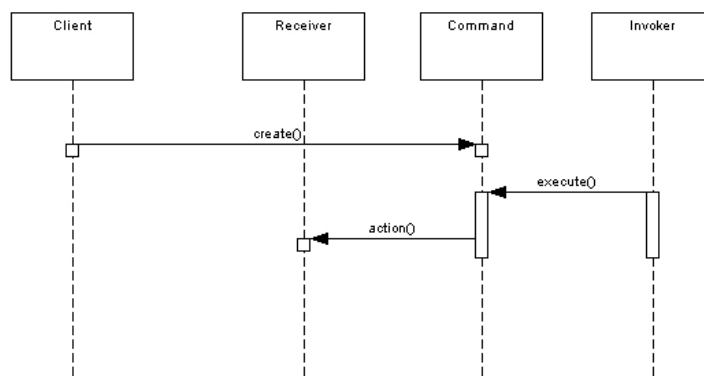 Client
Receiver
Command
Invoker
create()
execute()
action()